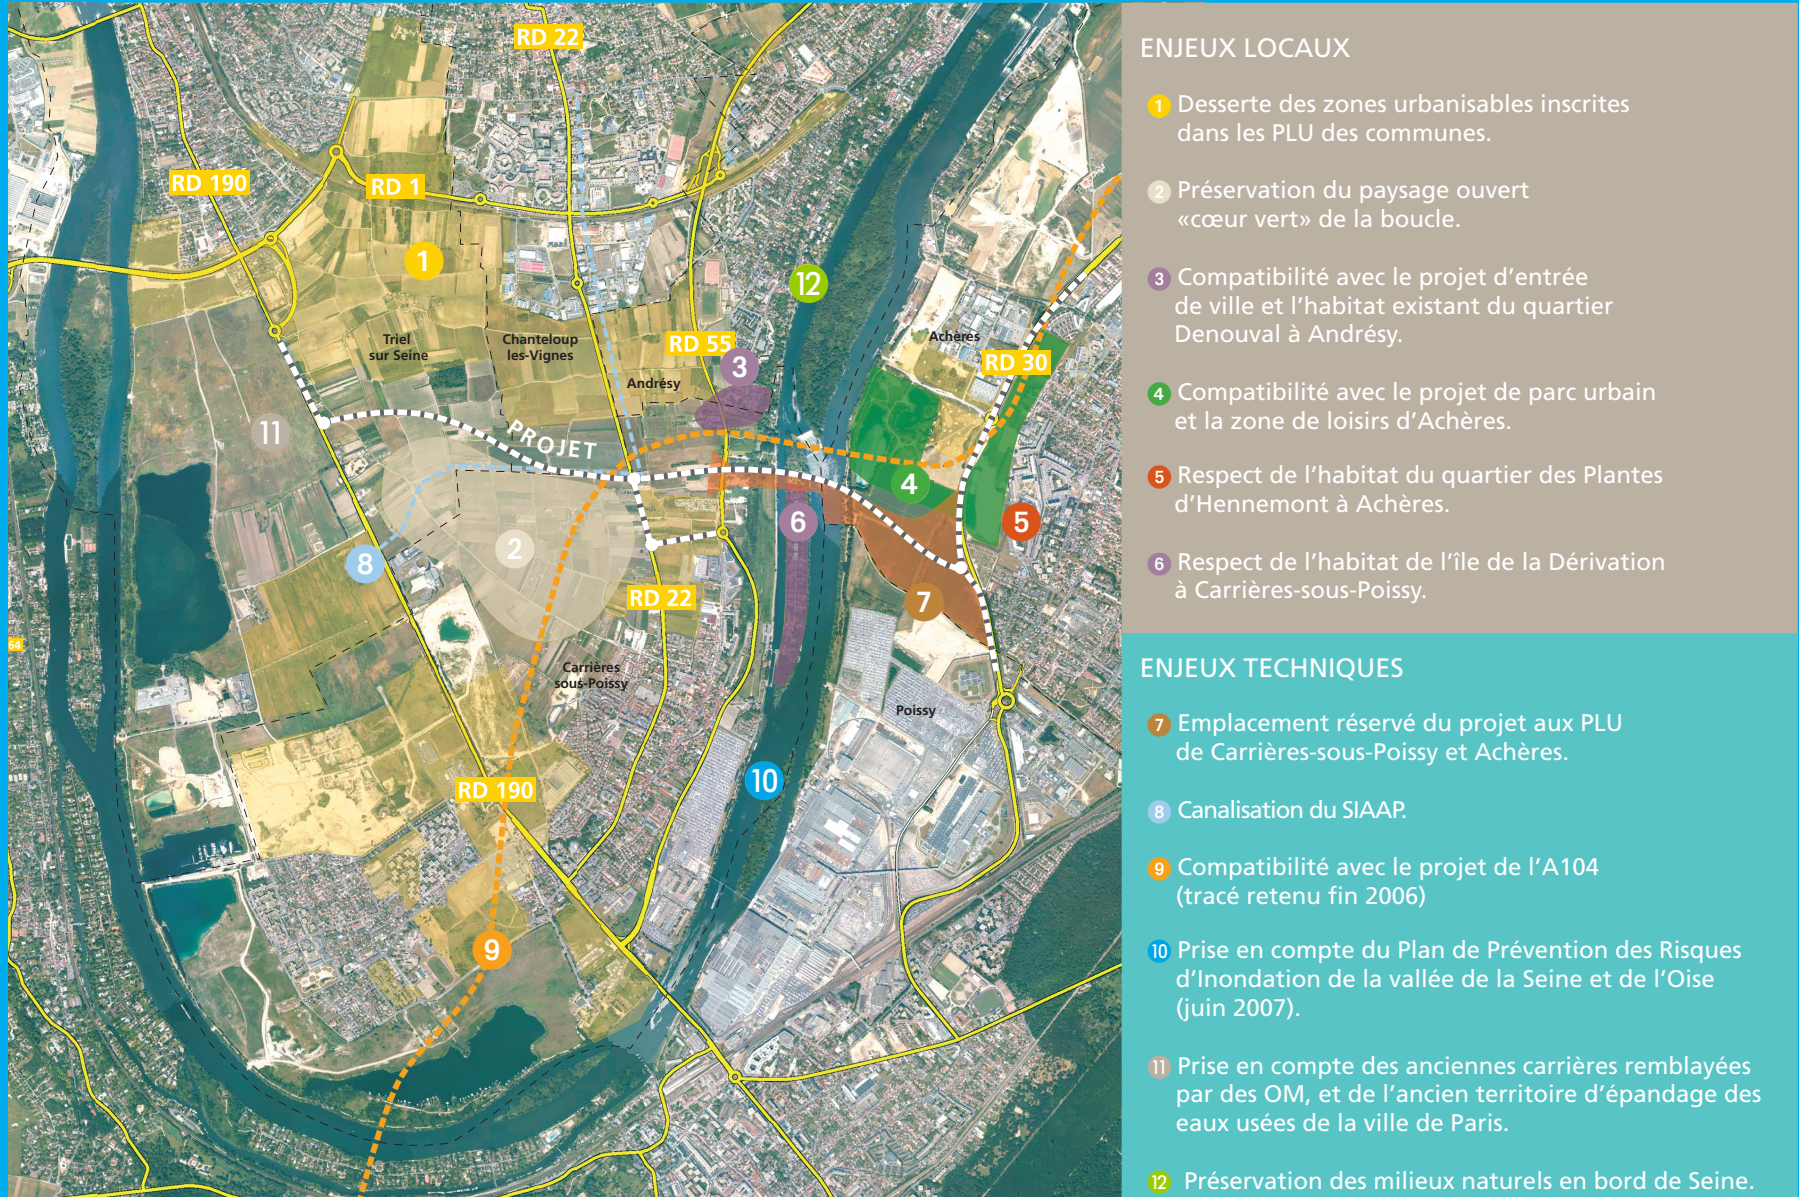 RD 22
RD 190
RD 1
1
12
Triel
sur Seine
Chanteloup
les-Vignes
Andrésy
RD 55
3
Achères
RD 30
11
PROJET
4
5
6
2
8
7
RD 22
64
Carrières
sous-Poissy
Poissy
10
RD 190
9
ENJEUX LOCAUX
1 Desserte des zones urbanisables inscrites
dans les PLU des communes.
2 Préservation du paysage ouvert
«cœur vert» de la boucle.
3 Compatibilité avec le projet d’entrée
de ville et l’habitat existant du quartier
Denouval à Andrésy.
4 Compatibilité avec le projet de parc urbain
et la zone de loisirs d’Achères.
5 Respect de l’habitat du quartier des Plantes
d’Hennemont à Achères.
6 Respect de l’habitat de l’île de la Dérivation
à Carrières-sous-Poissy.
ENJEUX TECHNIQUES
7 Emplacement réservé du projet aux PLU
de Carrières-sous-Poissy et Achères.
8 Canalisation du SIAAP.
9 Compatibilité avec le projet de l’A104
(tracé retenu fin 2006)
10 Prise en compte du Plan de Prévention des Risques
d’Inondation de la vallée de la Seine et de l’Oise
(juin 2007).
11 Prise en compte des anciennes carrières remblayées
par des OM, et de l’ancien territoire d’épandage des
eaux usées de la ville de Paris.
12 Préservation des milieux naturels en bord de Seine.